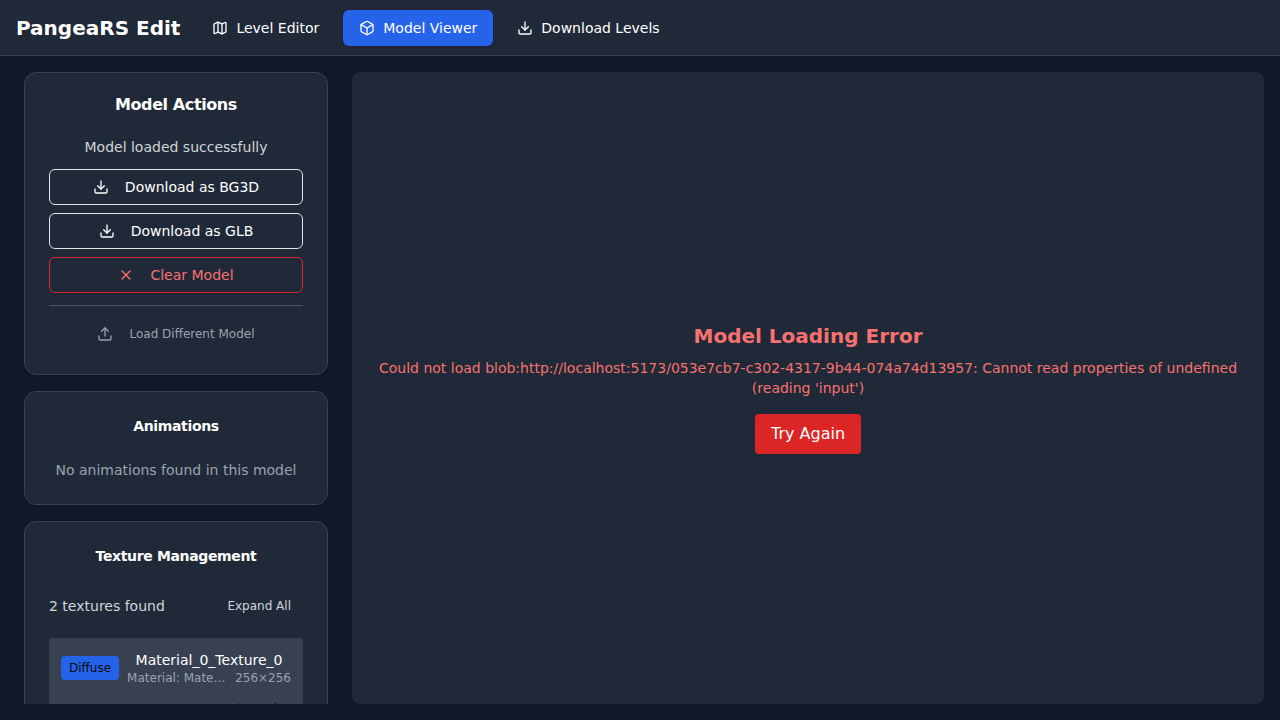 PangeaRS Edit
Level Editor
Model Viewer
Download Levels
Model Actions
Model loaded successfully
Download as BG3D
Download as GLB
Clear Model
Load Different Model
Animations
No animations found in this model
Texture Management
2 textures found
Expand All
Diffuse
Material_0_Texture_0
Material: Mate...
256×256
Model Loading Error
Could not load blob:http://localhost:5173/053e7cb7-c302-4317-9b44-074a74d13957: Cannot read properties of undefined
(reading 'input')
Try Again